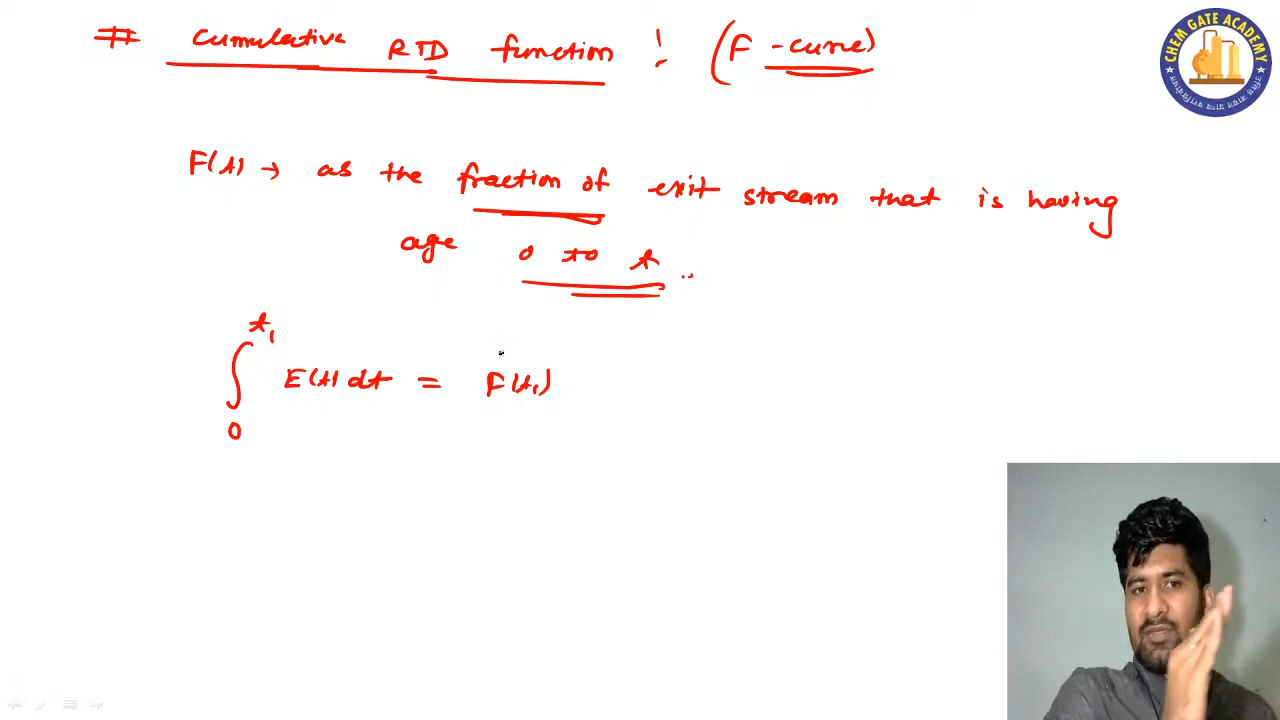 # Cumulative RTD function : (F - curve)
CHEM GATE ACADEMY
F(t) → as the fraction of exit stream that is having
age 0 to t ..
∫₀^t₁ E(t) dt = F(t₁)